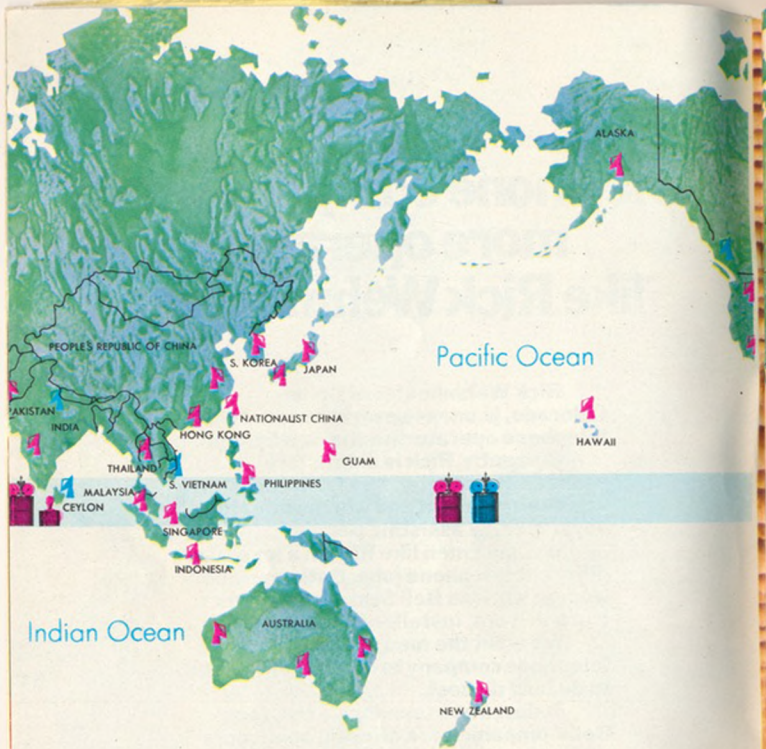 ALASKA
PEOPLE'S REPUBLIC OF CHINA
Pacific Ocean
S. KOREA
JAPAN
PAKISTAN
INDIA
NATIONALIST CHINA
HONG KONG
HAWAII
GUAM
THAILAND
S. VIETNAM
PHILIPPINES
MALAYSIA
CEYLON
SINGAPORE
INDONESIA
Indian Ocean
AUSTRALIA
NEW ZEALAND